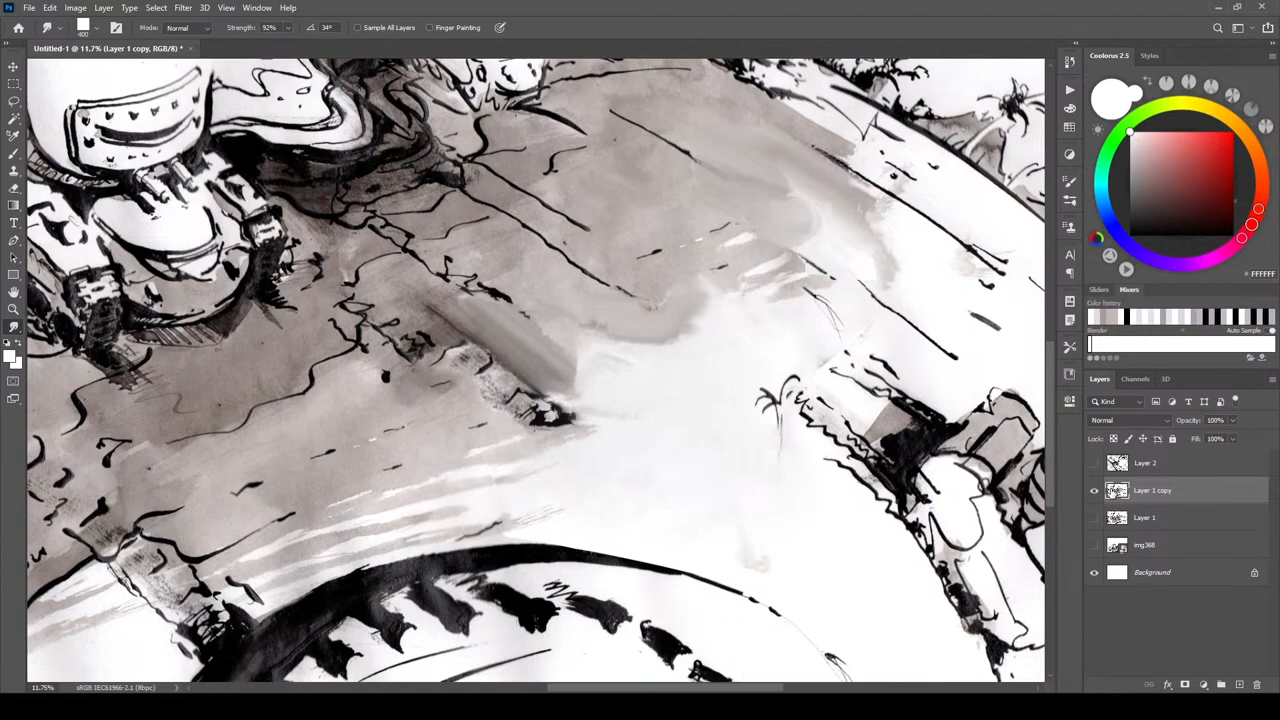 Ps File Edit Image Layer Type Select Filter 3D View Window Help
400 Mode: Normal Strength: 92% 34° Sample All Layers Finger Painting
Untitled-1 @ 11.7% (Layer 1 copy, RGB/8) * ×
Coolorus 2.5 Styles
# FFFFFF
Sliders Mixers
Color history
Blender Auto Sample
Layers Channels 3D
Kind
Normal Opacity: 100%
Lock: Fill: 100%
Layer 2
Layer 1 copy
Layer 1
img368
Background
11.75% sRGB IEC61966-2.1 (8bpc)